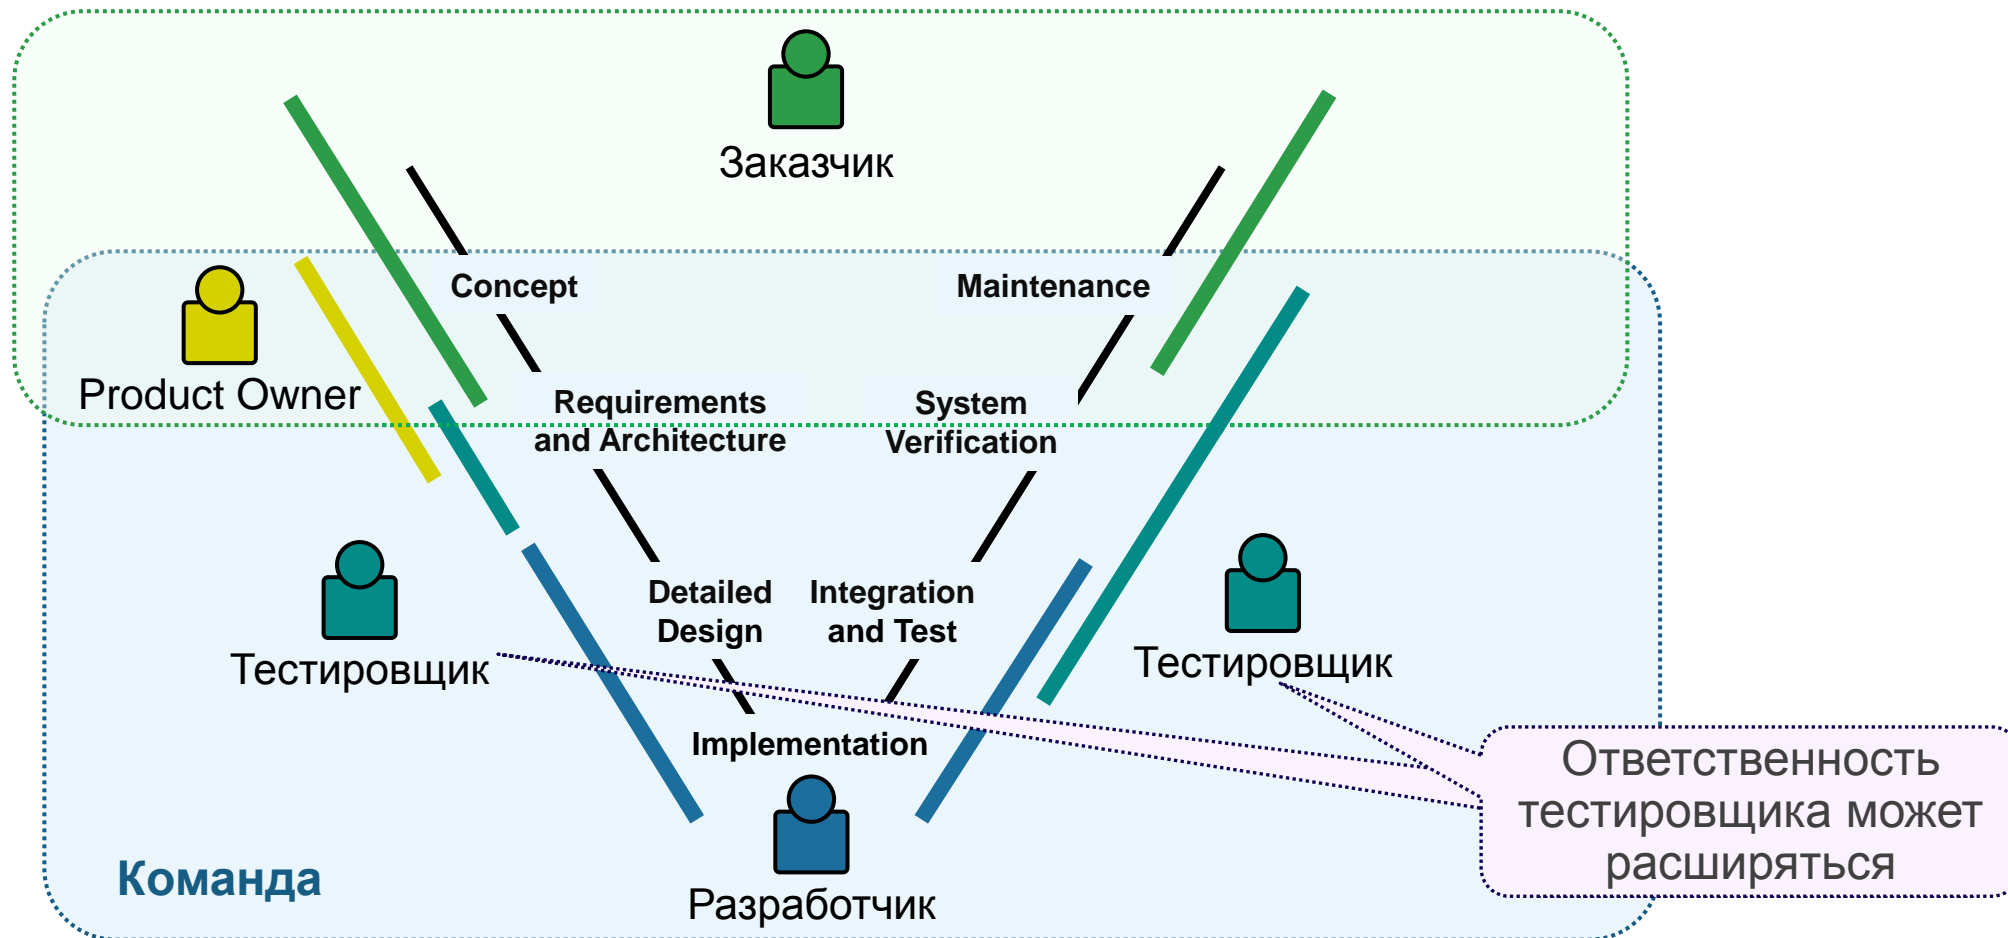 Заказчик
Concept
Maintenance
Product Owner
Requirements
and Architecture
System
Verification
Detailed
Design
Integration
and Test
Тестировщик
Тестировщик
Implementation
Ответственность
тестировщика может
расширяться
Команда
Разработчик